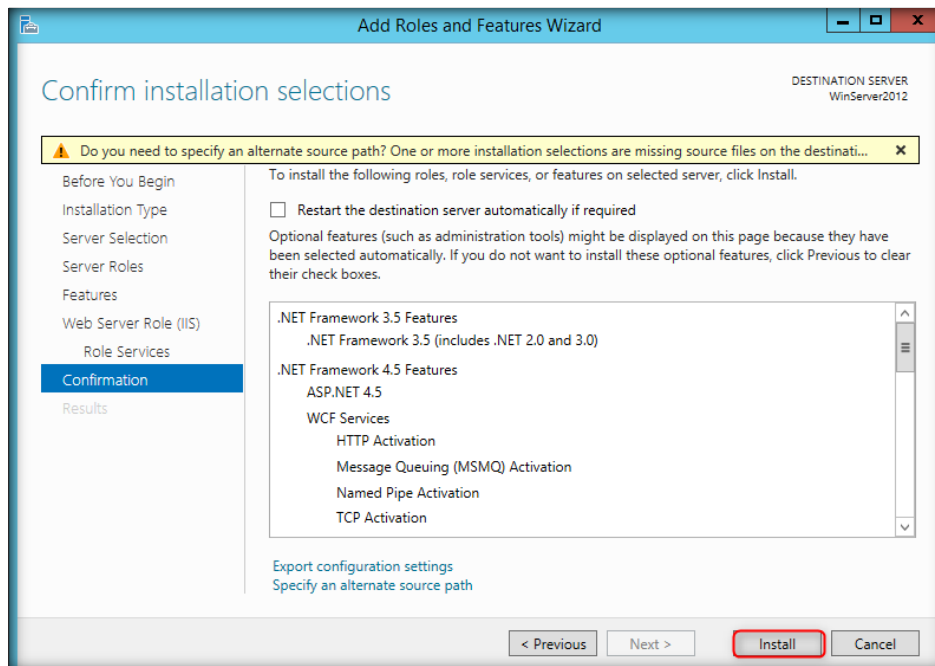 Add Roles and Features Wizard
Confirm installation selections
DESTINATION SERVER
WinServer2012
Do you need to specify an alternate source path? One or more installation selections are missing source files on the destinati...
Before You Begin
Installation Type
Server Selection
Server Roles
Features
Web Server Role (IIS)
Role Services
Confirmation
Results
To install the following roles, role services, or features on selected server, click Install.
Restart the destination server automatically if required
Optional features (such as administration tools) might be displayed on this page because they have
been selected automatically. If you do not want to install these optional features, click Previous to clear
their check boxes.
.NET Framework 3.5 Features
.NET Framework 3.5 (includes .NET 2.0 and 3.0)
.NET Framework 4.5 Features
ASP.NET 4.5
WCF Services
HTTP Activation
Message Queuing (MSMQ) Activation
Named Pipe Activation
TCP Activation
Export configuration settings
Specify an alternate source path
< Previous
Next >
Install
Cancel